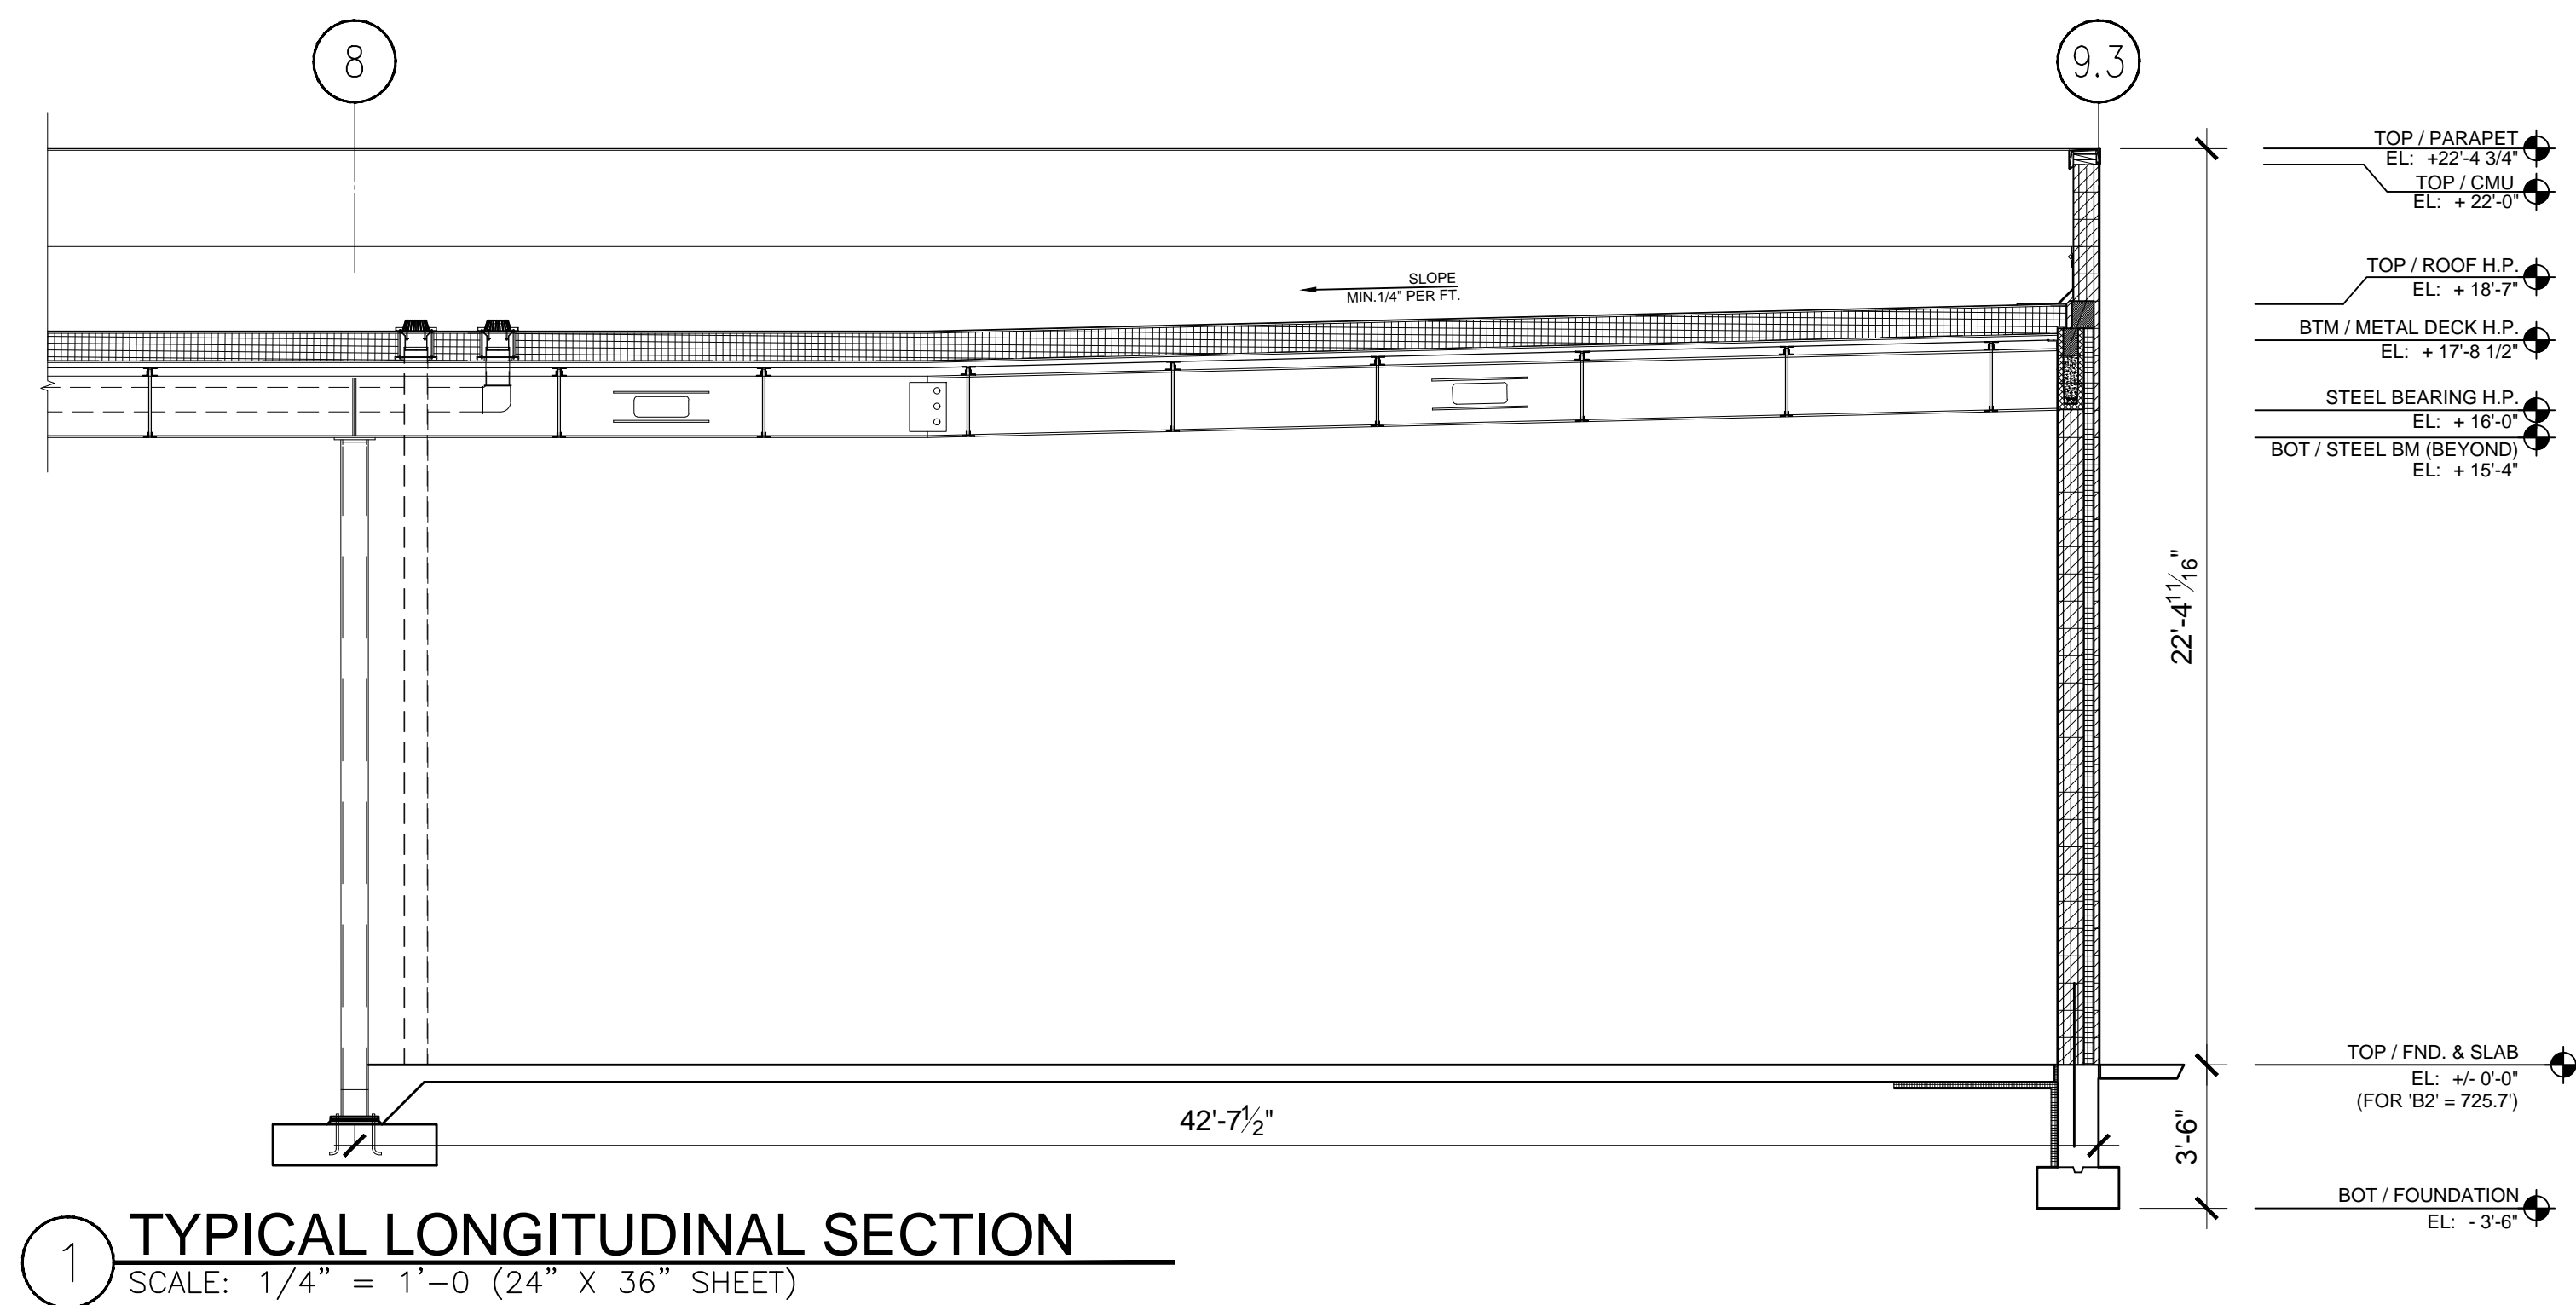 8
9.3
TOP / PARAPET
EL: +22'-4 3/4"
TOP / CMU
EL: + 22'-0"
TOP / ROOF H.P.
EL: + 18'-7"
SLOPE
MIN.1/4" PER FT.
BTM / METAL DECK H.P.
EL: + 17'-8 1/2"
STEEL BEARING H.P.
EL: + 16'-0"
BOT / STEEL BM (BEYOND)
EL: + 15'-4"
22'-4 11/16"
TOP / FND. & SLAB
EL: +/- 0'-0"
(FOR 'B2' = 725.7')
42'-7 1/2"
3'-6"
BOT / FOUNDATION
EL: - 3'-6"
1
TYPICAL LONGITUDINAL SECTION
SCALE: 1/4" = 1'-0 (24" X 36" SHEET)